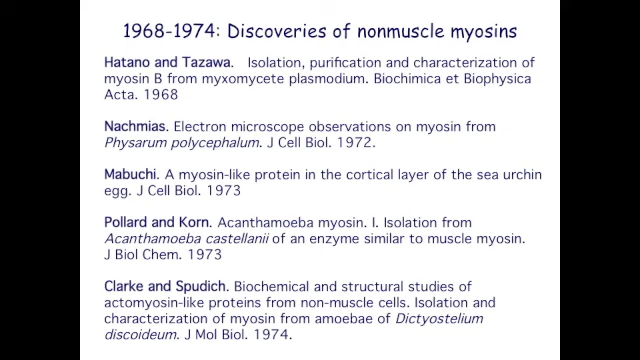 1968-1974: Discoveries of nonmuscle myosins
Hatano and Tazawa. Isolation, purification and characterization of
myosin B from myxomycete plasmodium. Biochimica et Biophysica
Acta. 1968
Nachmias. Electron microscope observations on myosin from
Physarum polycephalum. J Cell Biol. 1972.
Mabuchi. A myosin-like protein in the cortical layer of the sea urchin
egg. J Cell Biol. 1973
Pollard and Korn. Acanthamoeba myosin. I. Isolation from
Acanthamoeba castellanii of an enzyme similar to muscle myosin.
J Biol Chem. 1973
Clarke and Spudich. Biochemical and structural studies of
actomyosin-like proteins from non-muscle cells. Isolation and
characterization of myosin from amoebae of Dictyostelium
discoideum. J Mol Biol. 1974.